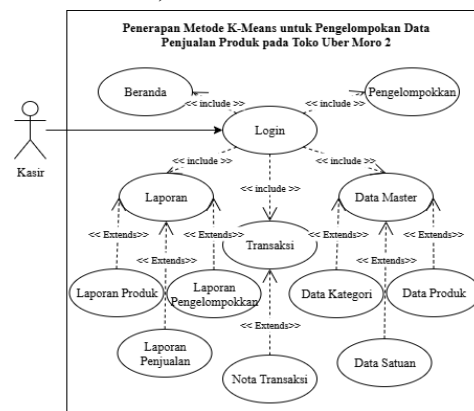 Penerapan Metode K-Means untuk Pengelompokan Data
Penjualan Produk pada Toko Uber Moro 2
Beranda
Pengelompokkan
<< include >>
<< include >>
Login
Kasir
<< include >>
<< include >>
<< include >>
Laporan
Data Master
<< Extends>>
<< Extends>>
Transaksi
<< Extends>>
<< Extends>>
<< Extends>>
<< Extends>>
Laporan Produk
Laporan
Pengelompokkan
Data Kategori
Data Produk
<< Extends>>
Laporan
Penjualan
Nota Transaksi
Data Satuan